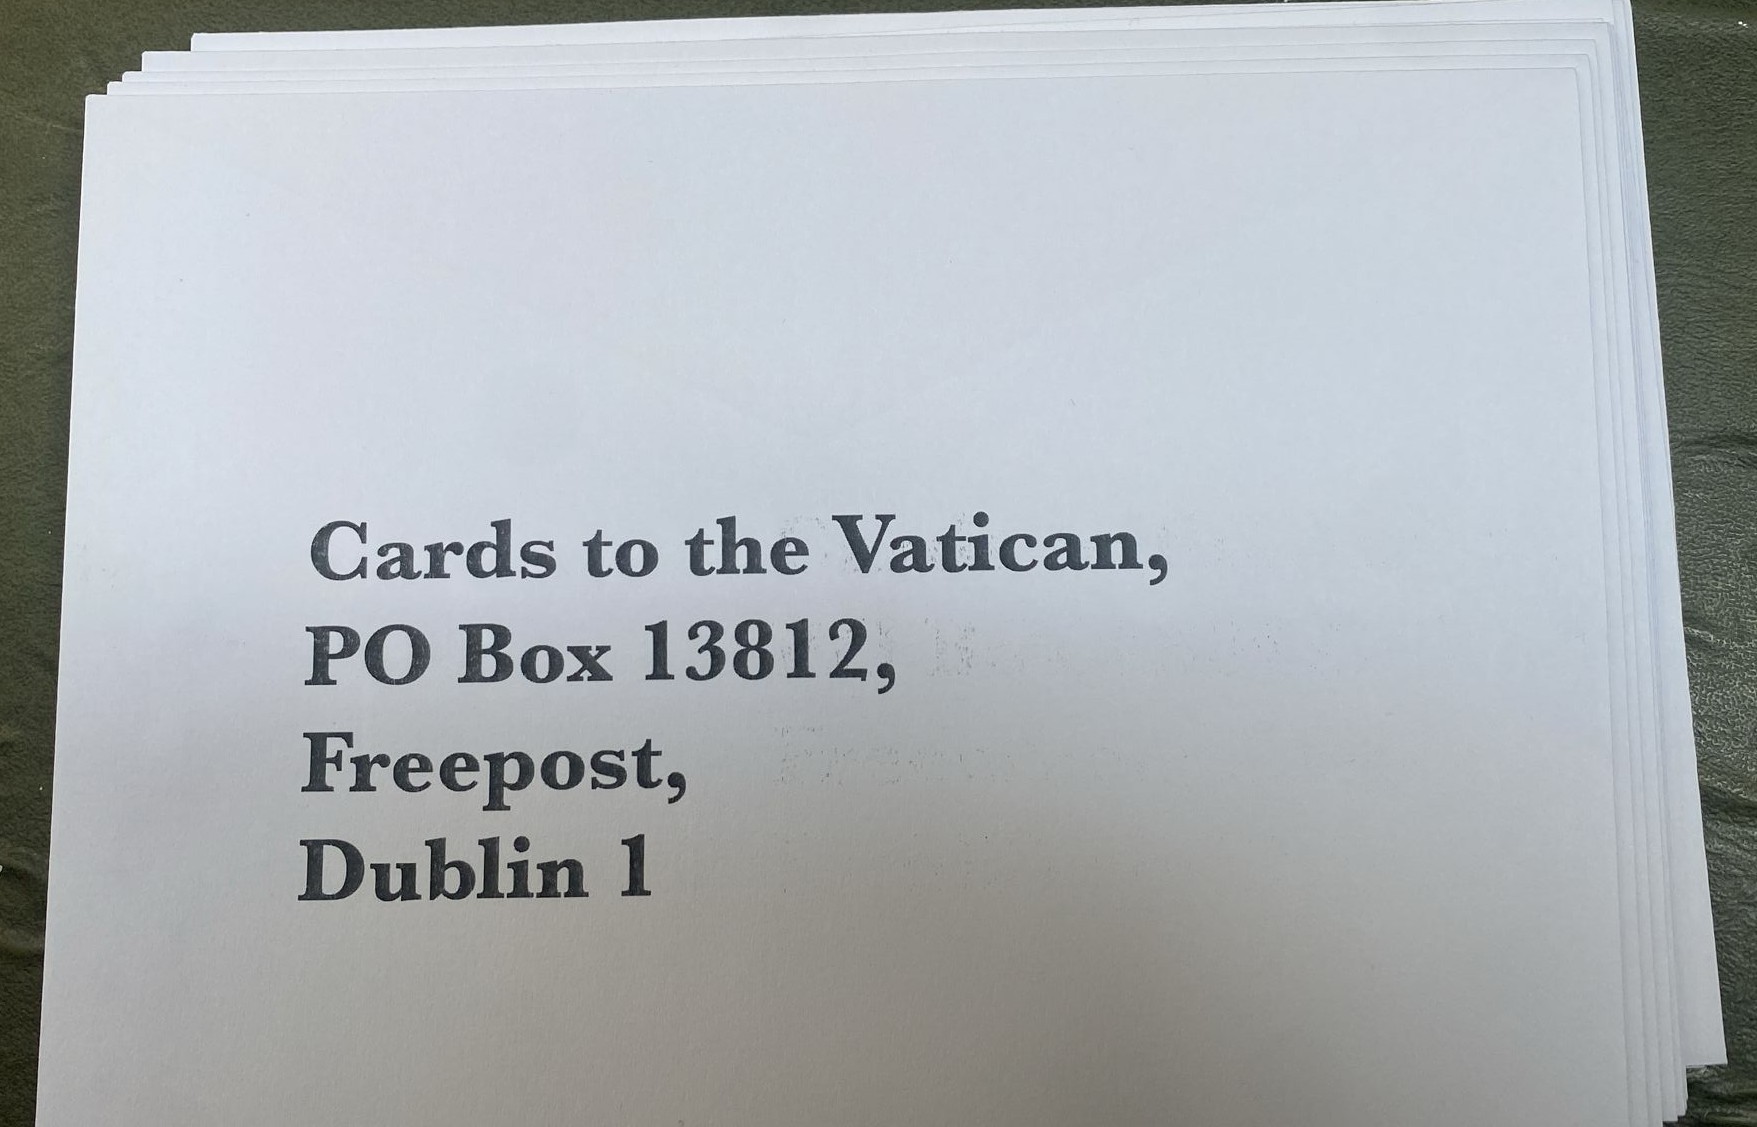 Cards to the Vatican,
PO Box 13812,
Freepost,
Dublin 1